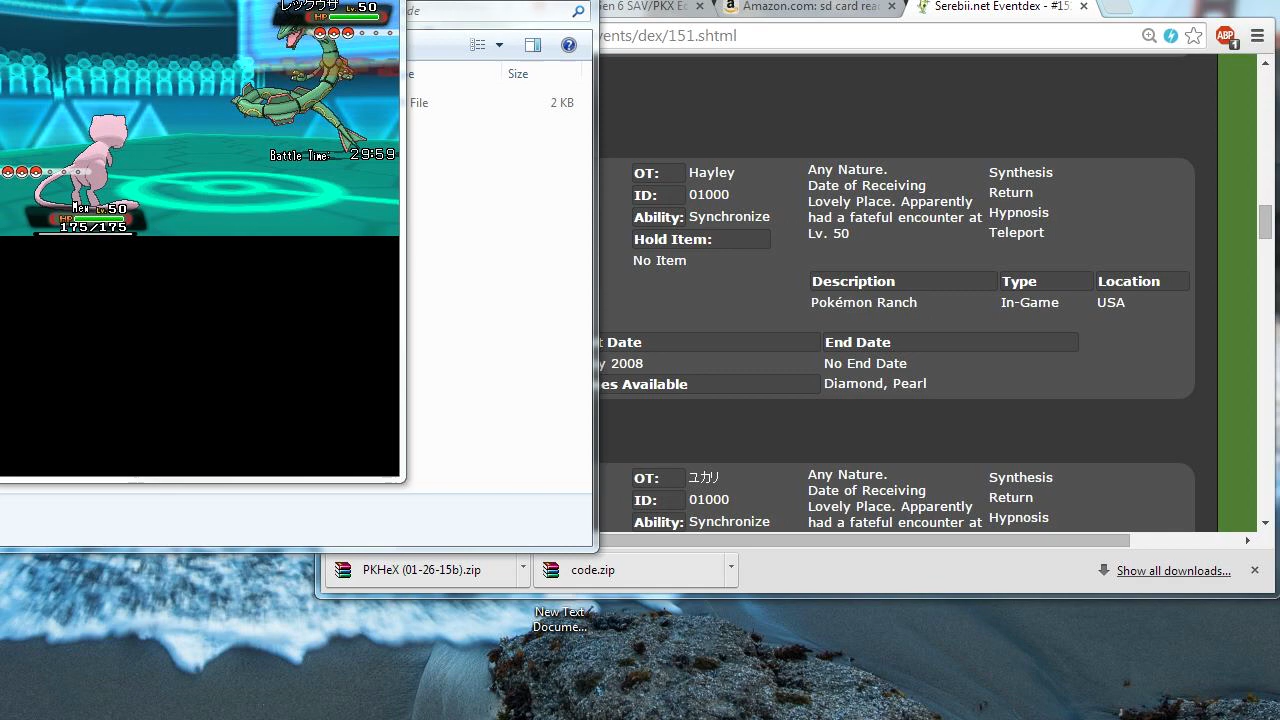 レックウザ Lv.50
HP
Battle Time: 29:59
Mew Lv.50
HP
175/175
de
Size
File
2 KB
en 6 SAV/PKX Ed
Amazon.com: sd card reac
Serebii.net Eventdex - #15
ents/dex/151.shtml
ABP
1
OT: Hayley
ID: 01000
Ability: Synchronize
Hold Item:
No Item
Any Nature.
Date of Receiving
Lovely Place. Apparently
had a fateful encounter at
Lv. 50
Synthesis
Return
Hypnosis
Teleport
Description Type Location
Pokémon Ranch In-Game USA
t Date End Date
y 2008 No End Date
es Available Diamond, Pearl
OT: ユカリ
ID: 01000
Ability: Synchronize
Any Nature.
Date of Receiving
Lovely Place. Apparently
had a fateful encounter at
Synthesis
Return
Hypnosis
PKHeX (01-26-15b).zip
code.zip
Show all downloads...
New Text
Docume...